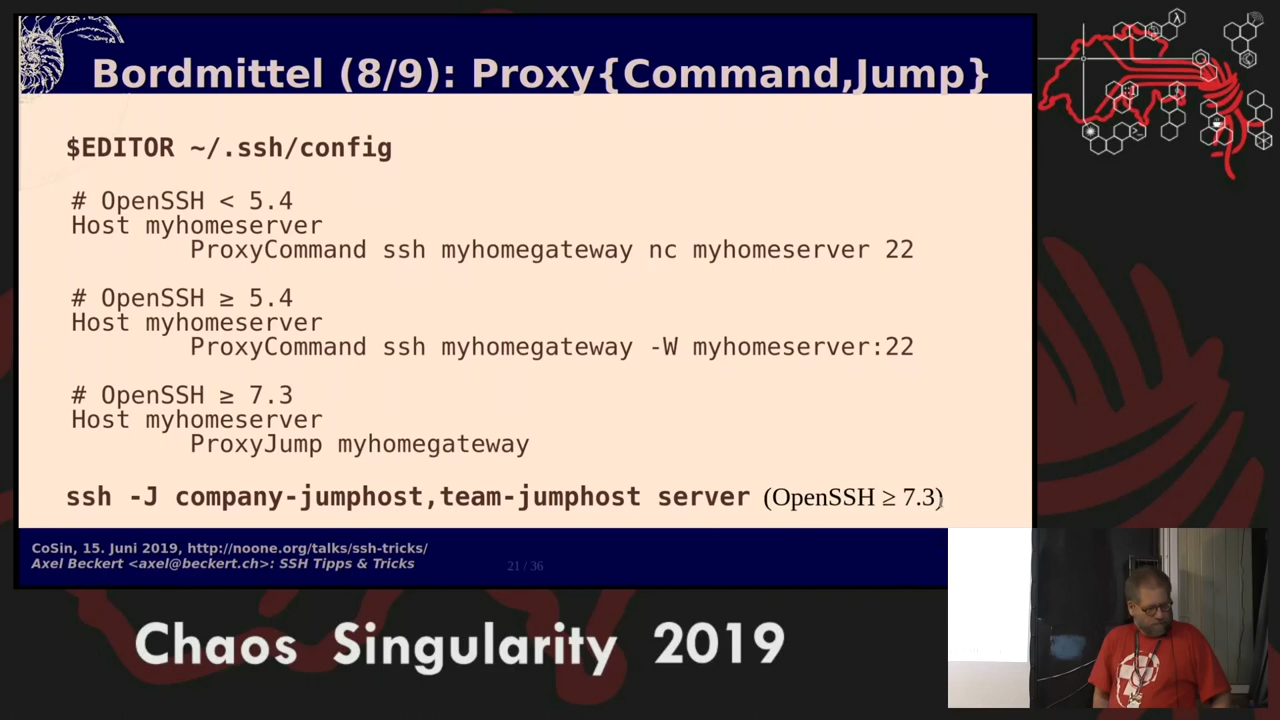 Bordmittel (8/9): Proxy{Command,Jump}
$EDITOR ~/.ssh/config
# OpenSSH < 5.4
Host myhomeserver
ProxyCommand ssh myhomegateway nc myhomeserver 22
# OpenSSH ≥ 5.4
Host myhomeserver
ProxyCommand ssh myhomegateway -W myhomeserver:22
# OpenSSH ≥ 7.3
Host myhomeserver
ProxyJump myhomegateway
ssh -J company-jumphost,team-jumphost server (OpenSSH ≥ 7.3)
CoSin, 15. Juni 2019, http://noone.org/talks/ssh-tricks/
Axel Beckert <axel@beckert.ch>: SSH Tipps & Tricks
21 / 36
Chaos Singularity 2019